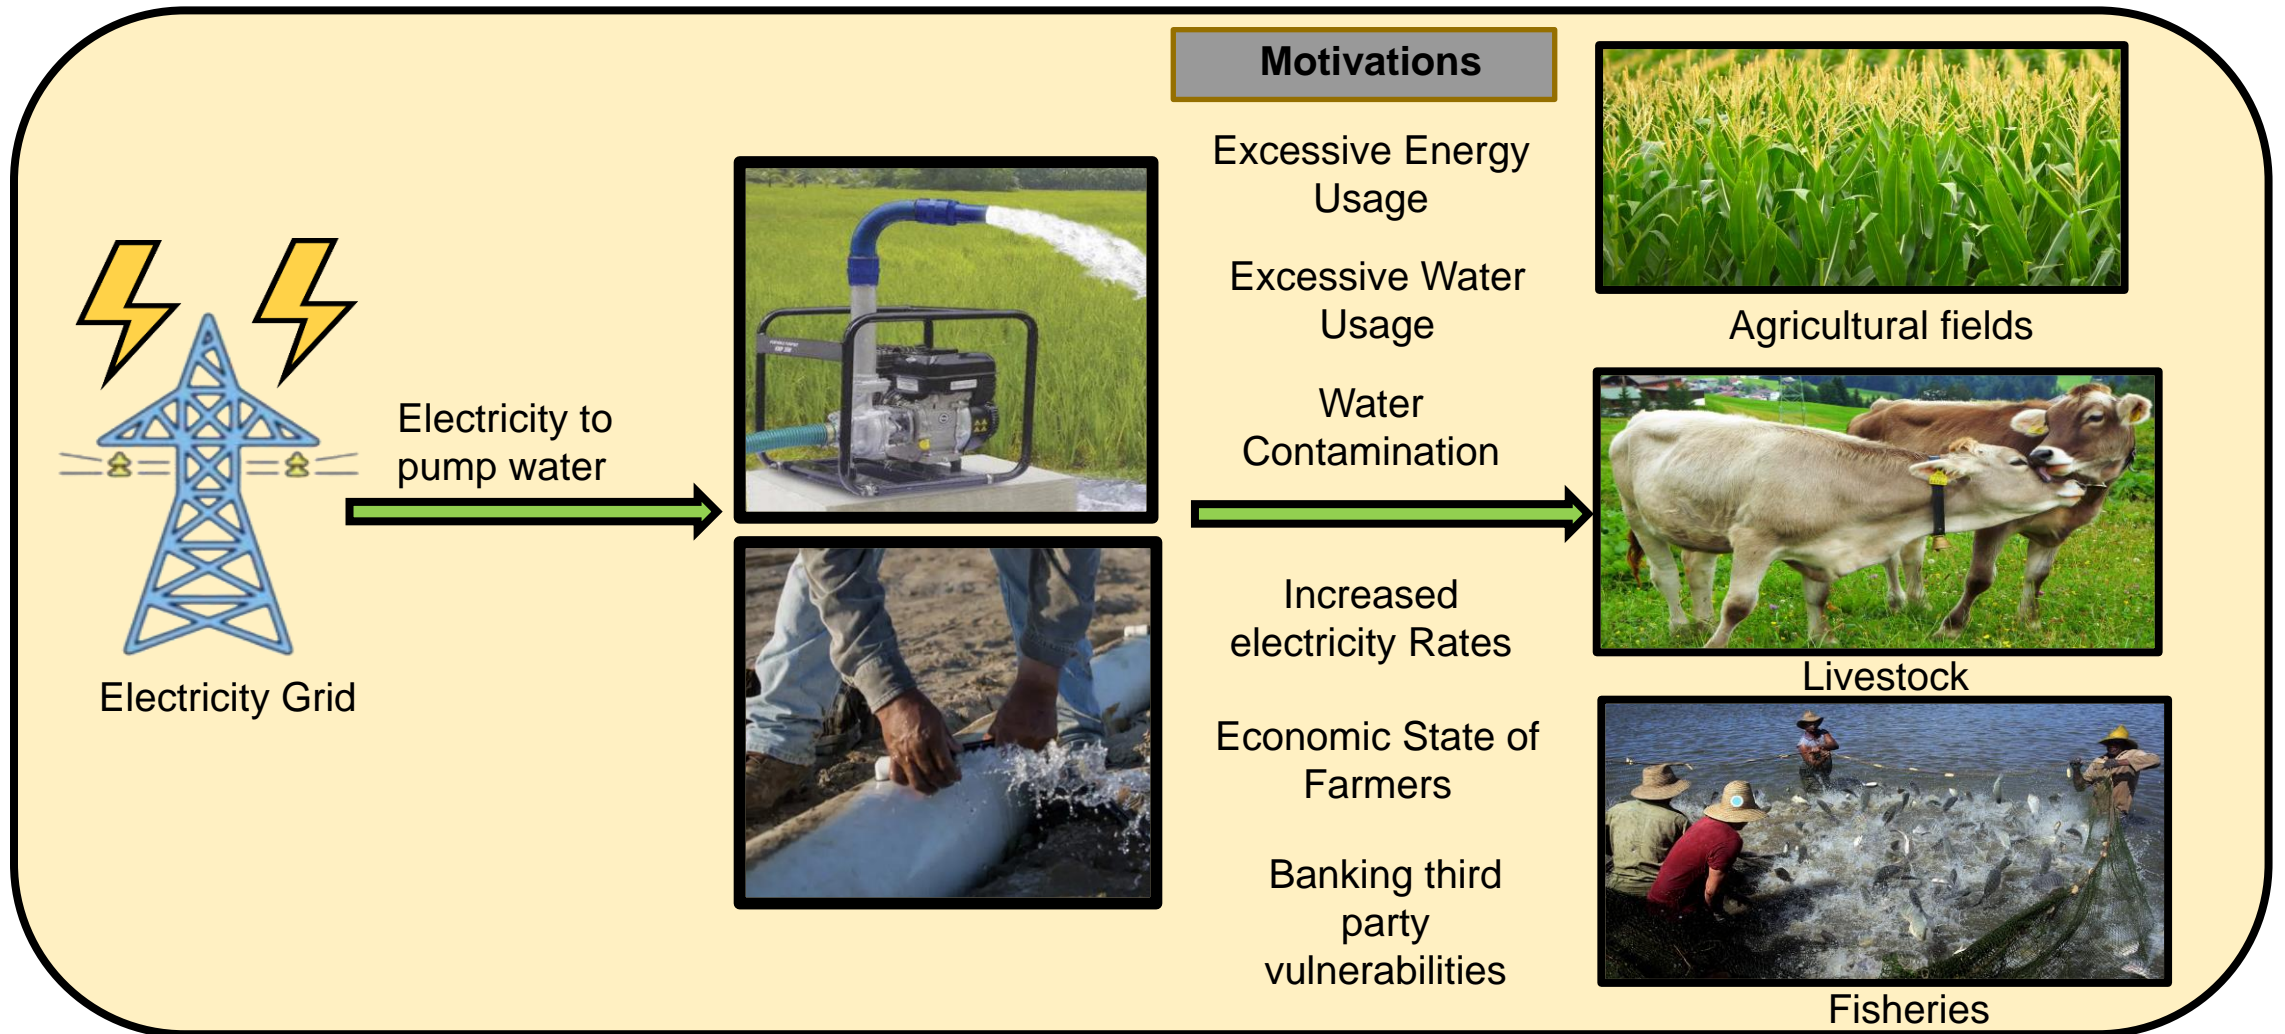 Motivations
Excessive Energy
Usage
Excessive Water
Usage
Water
Contamination
Increased
electricity Rates
Economic State of
Farmers
Banking third
party
vulnerabilities
Electricity to
pump water
Electricity Grid
Agricultural fields
Livestock
Fisheries